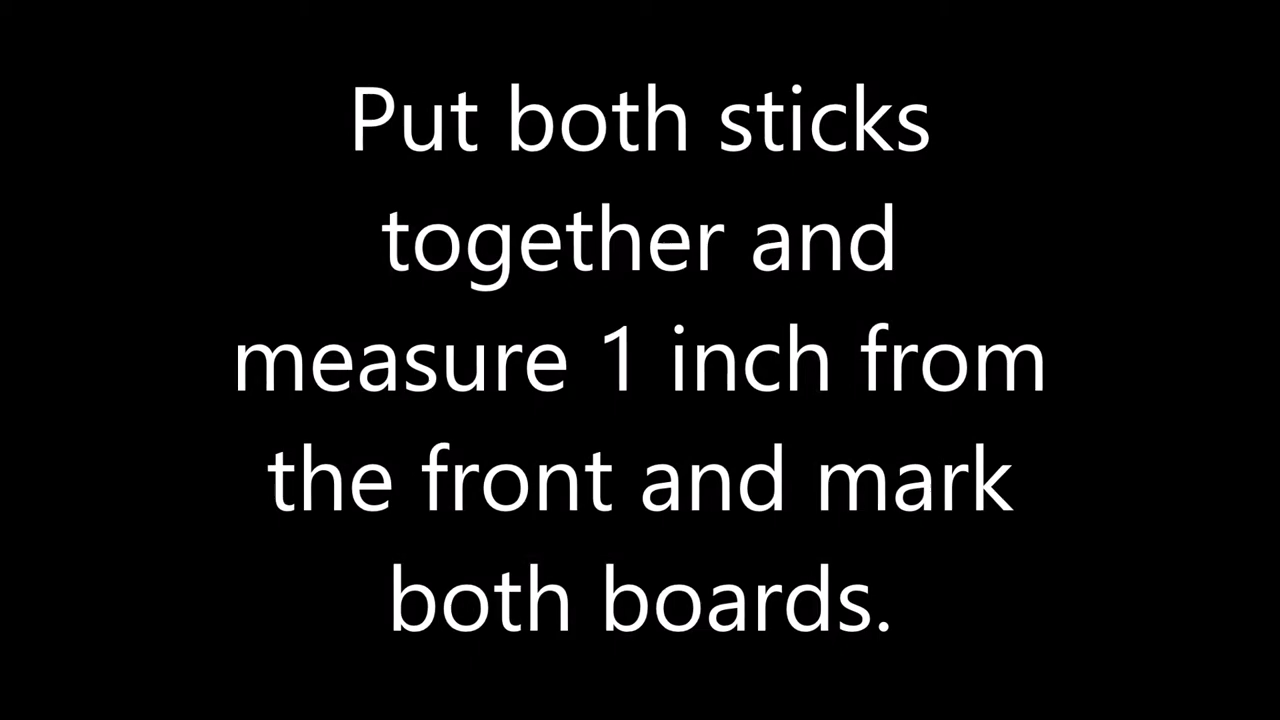 Put both sticks
together and
measure 1 inch from
the front and mark
both boards.